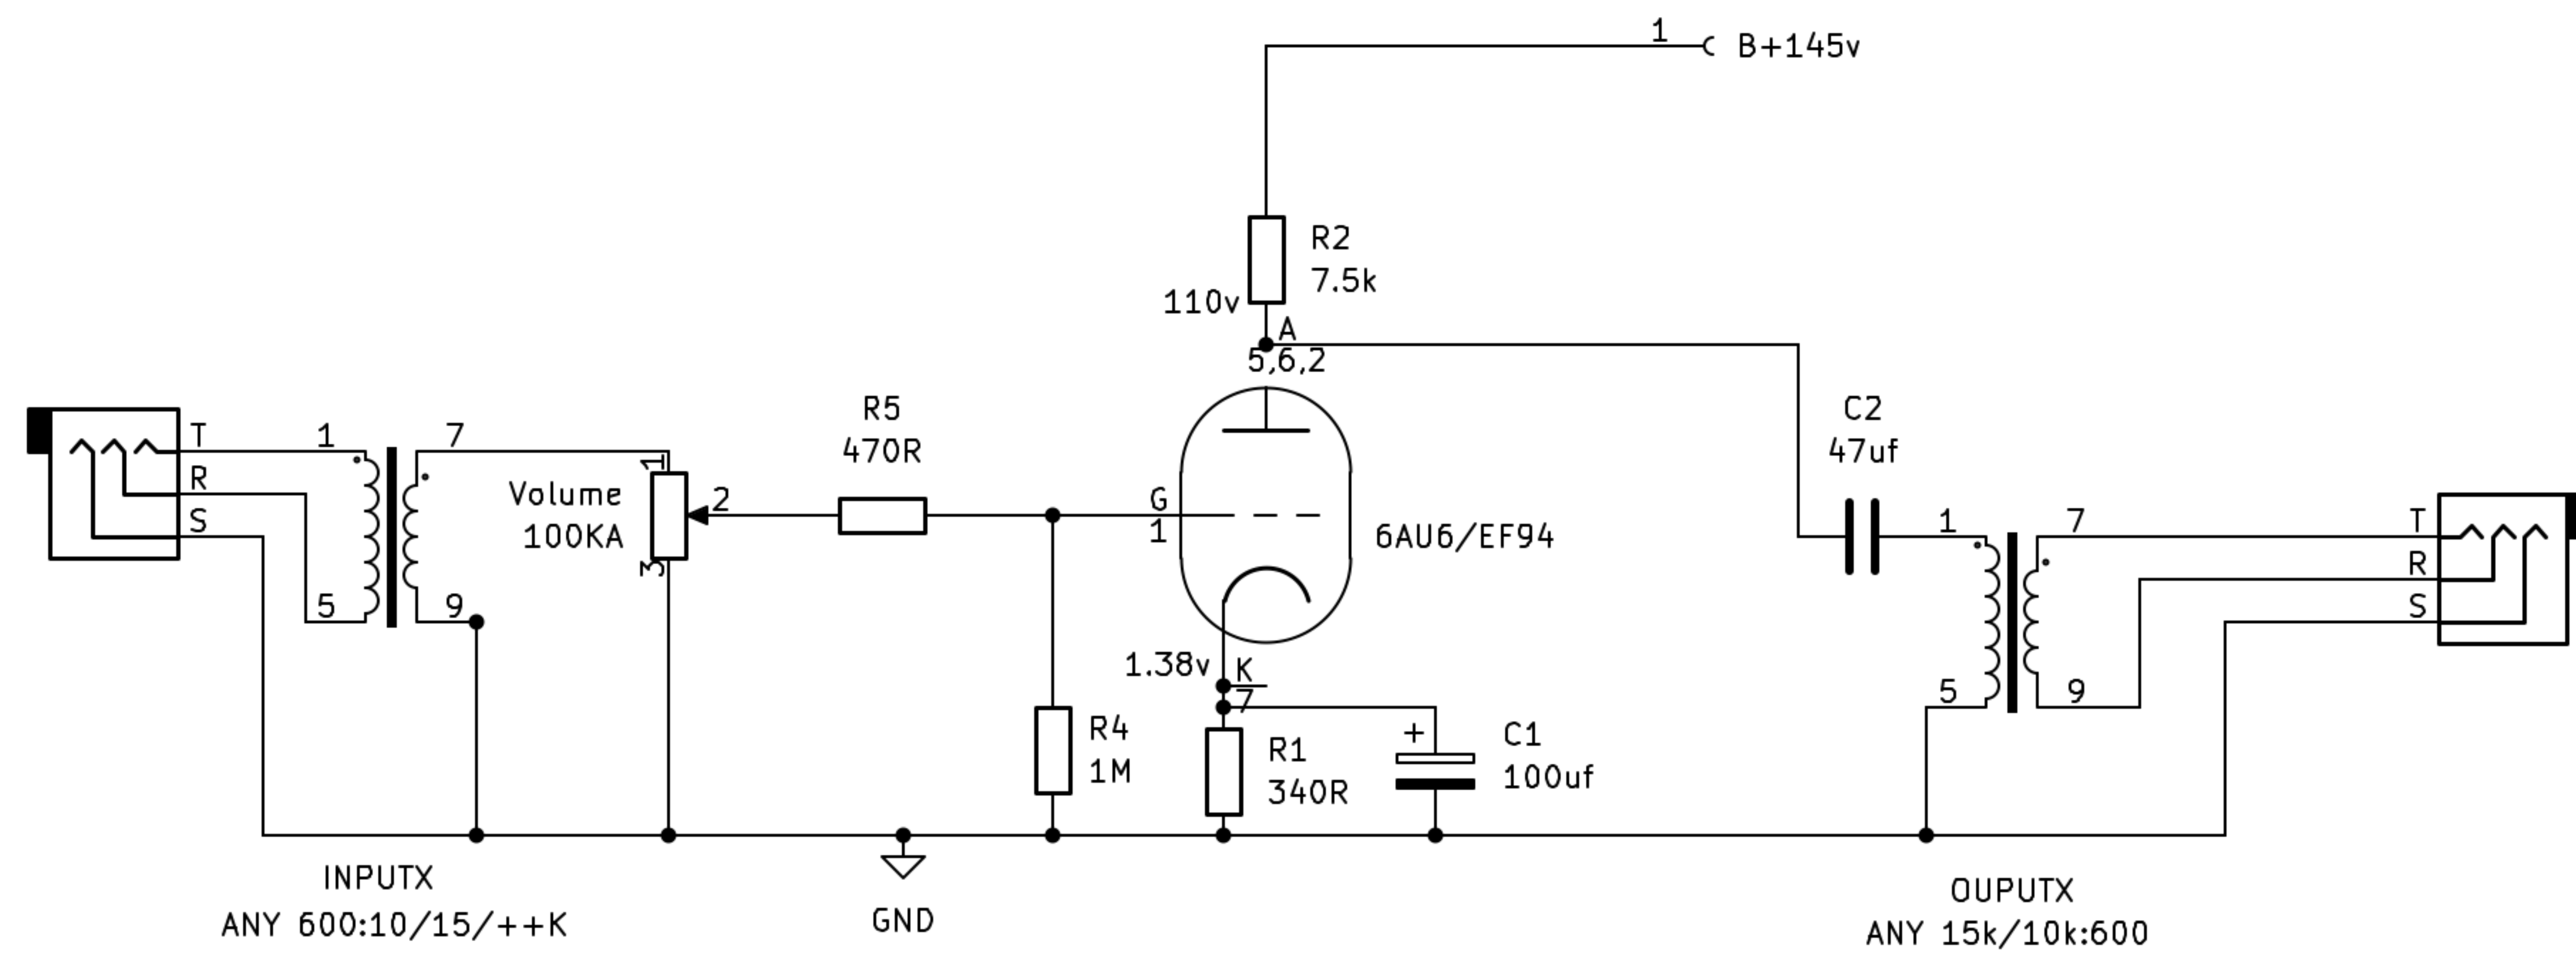 1
B+145v
R2
7.5k
110v
A
5,6,2
R5
470R
C2
47uf
T
R
S
1
5
7
9
Volume
100KA
1
2
3
G
1
6AU6/EF94
1
5
7
9
T
R
S
1.38v
K
7
R4
1M
R1
340R
+
C1
100uf
INPUTX
ANY 600:10/15/++K
GND
OUPUTX
ANY 15k/10k:600